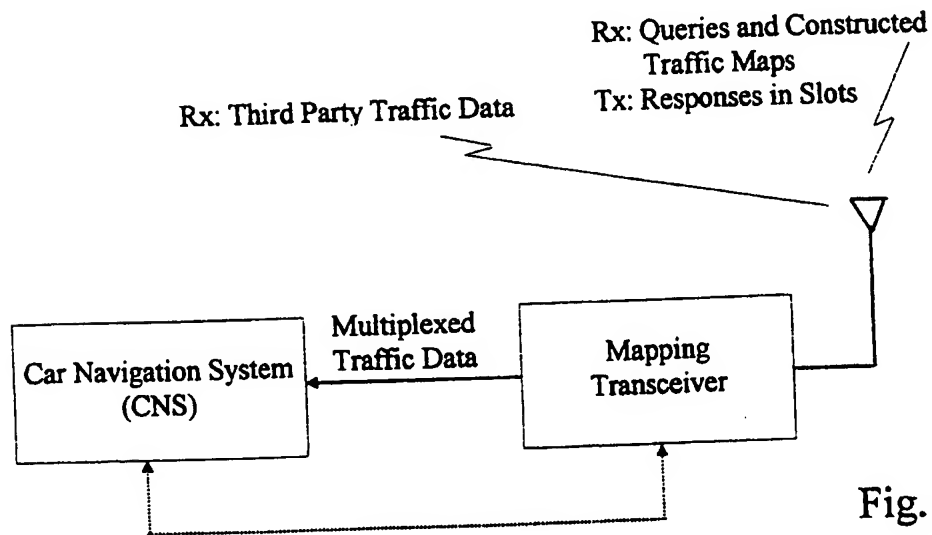 Rx: Queries and Constructed
Traffic Maps
Tx: Responses in Slots
Rx: Third Party Traffic Data
Multiplexed
Traffic Data
Car Navigation System
(CNS)
Mapping
Transceiver
Fig.